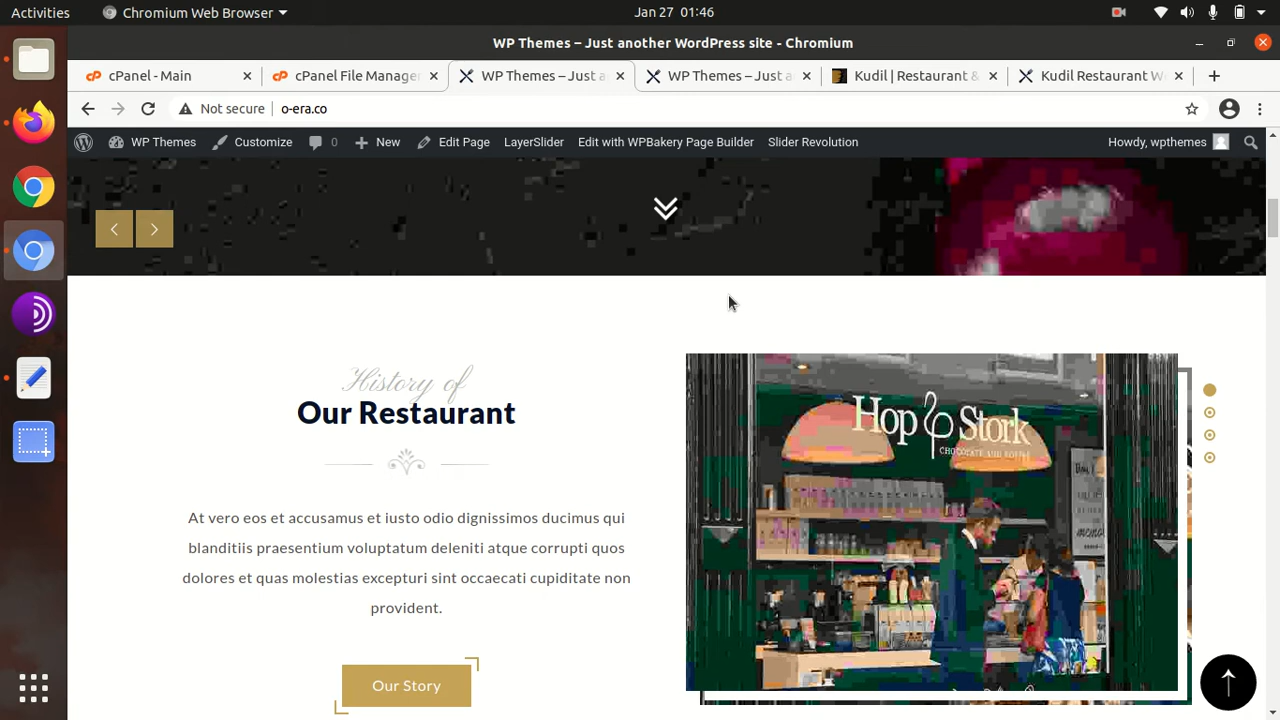 Activities
Chromium Web Browser
Jan 27 01:46
WP Themes – Just another WordPress site - Chromium
cPanel - Main
cPanel File Manage
WP Themes – Just a
WP Themes – Just a
Kudil | Restaurant &
Kudil Restaurant W
Not secure
o-era.co
WP Themes
Customize
0
New
Edit Page
LayerSlider
Edit with WPBakery Page Builder
Slider Revolution
Howdy, wpthemes
History of
Our Restaurant
At vero eos et accusamus et iusto odio dignissimos ducimus qui
blanditiis praesentium voluptatum deleniti atque corrupti quos
dolores et quas molestias excepturi sint occaecati cupiditate non
provident.
Our Story
Hop Stork
CHOCOLATE AND COFFEE